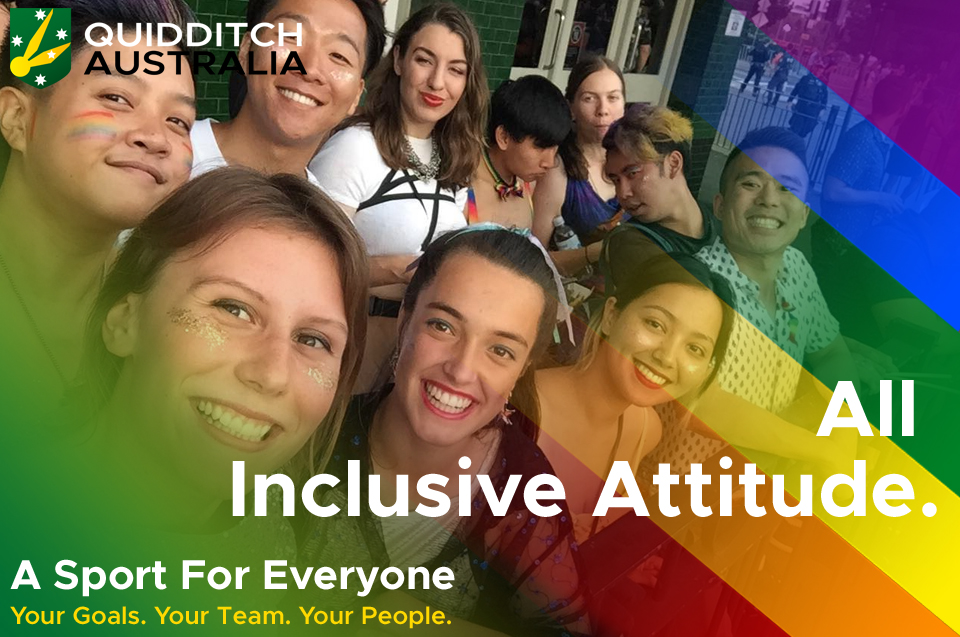 QUIDDITCH
AUSTRALIA
All
Inclusive Attitude.
A Sport For Everyone
Your Goals. Your Team. Your People.